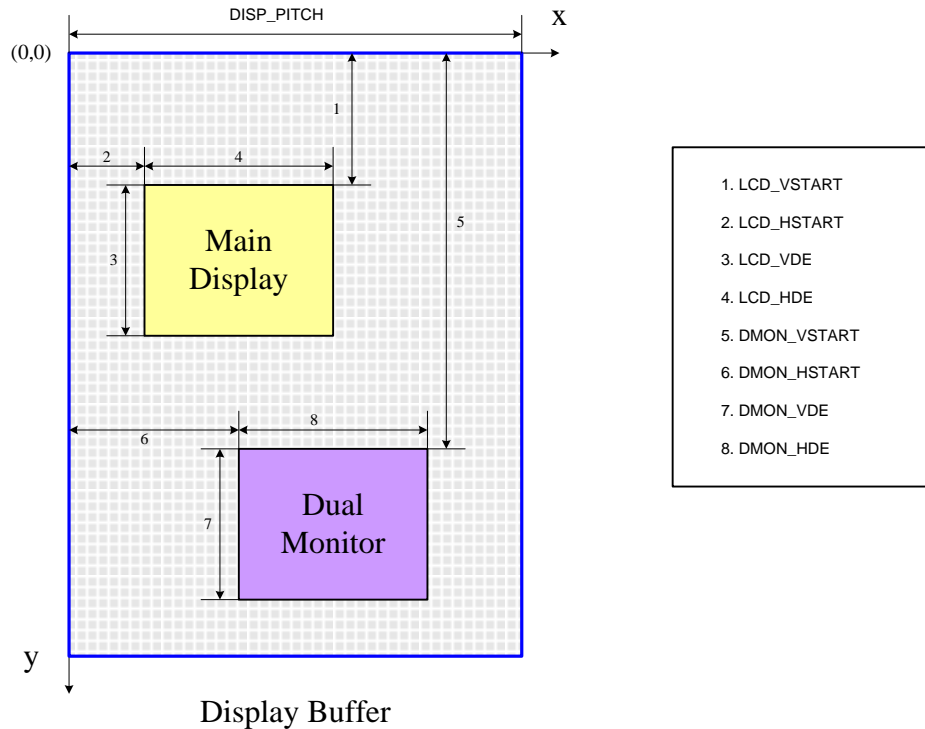 DISP_PITCH
x
(0,0)
1
2
4
5
3
Main
Display
6
8
7
Dual
Monitor
y
Display Buffer
1. LCD_VSTART
2. LCD_HSTART
3. LCD_VDE
4. LCD_HDE
5. DMON_VSTART
6. DMON_HSTART
7. DMON_VDE
8. DMON_HDE